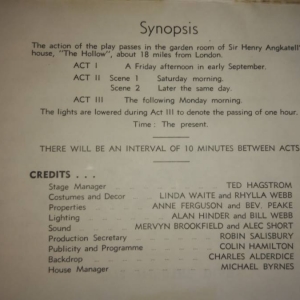 Synopsis
The action of the play passes in the garden room of Sir Henry Angkatell'
house, "The Hollow", about 18 miles from London.
ACT I A Friday afternoon in early September.
ACT II Scene 1 Saturday morning.
Scene 2 Later the same day.
ACT III The following Monday morning.
The lights are lowered during Act III to denote the passing of one hour.
Time: The present.
THERE WILL BE AN INTERVAL OF 10 MINUTES BETWEEN ACTS
CREDITS . . .
Stage Manager TED HAGSTROM
Costumes and Decor LINDA WAITE and RHYLLA WEBB
Properties ANNE FERGUSON and BEV. PEAKE
Lighting ALAN HINDER and BILL WEBB
Sound MERVYN BROOKFIELD and ALEC SHORT
Production Secretary ROBIN SALISBURY
Publicity and Programme COLIN HAMILTON
Backdrop CHARLES ALDERDICE
House Manager MICHAEL BYRNES